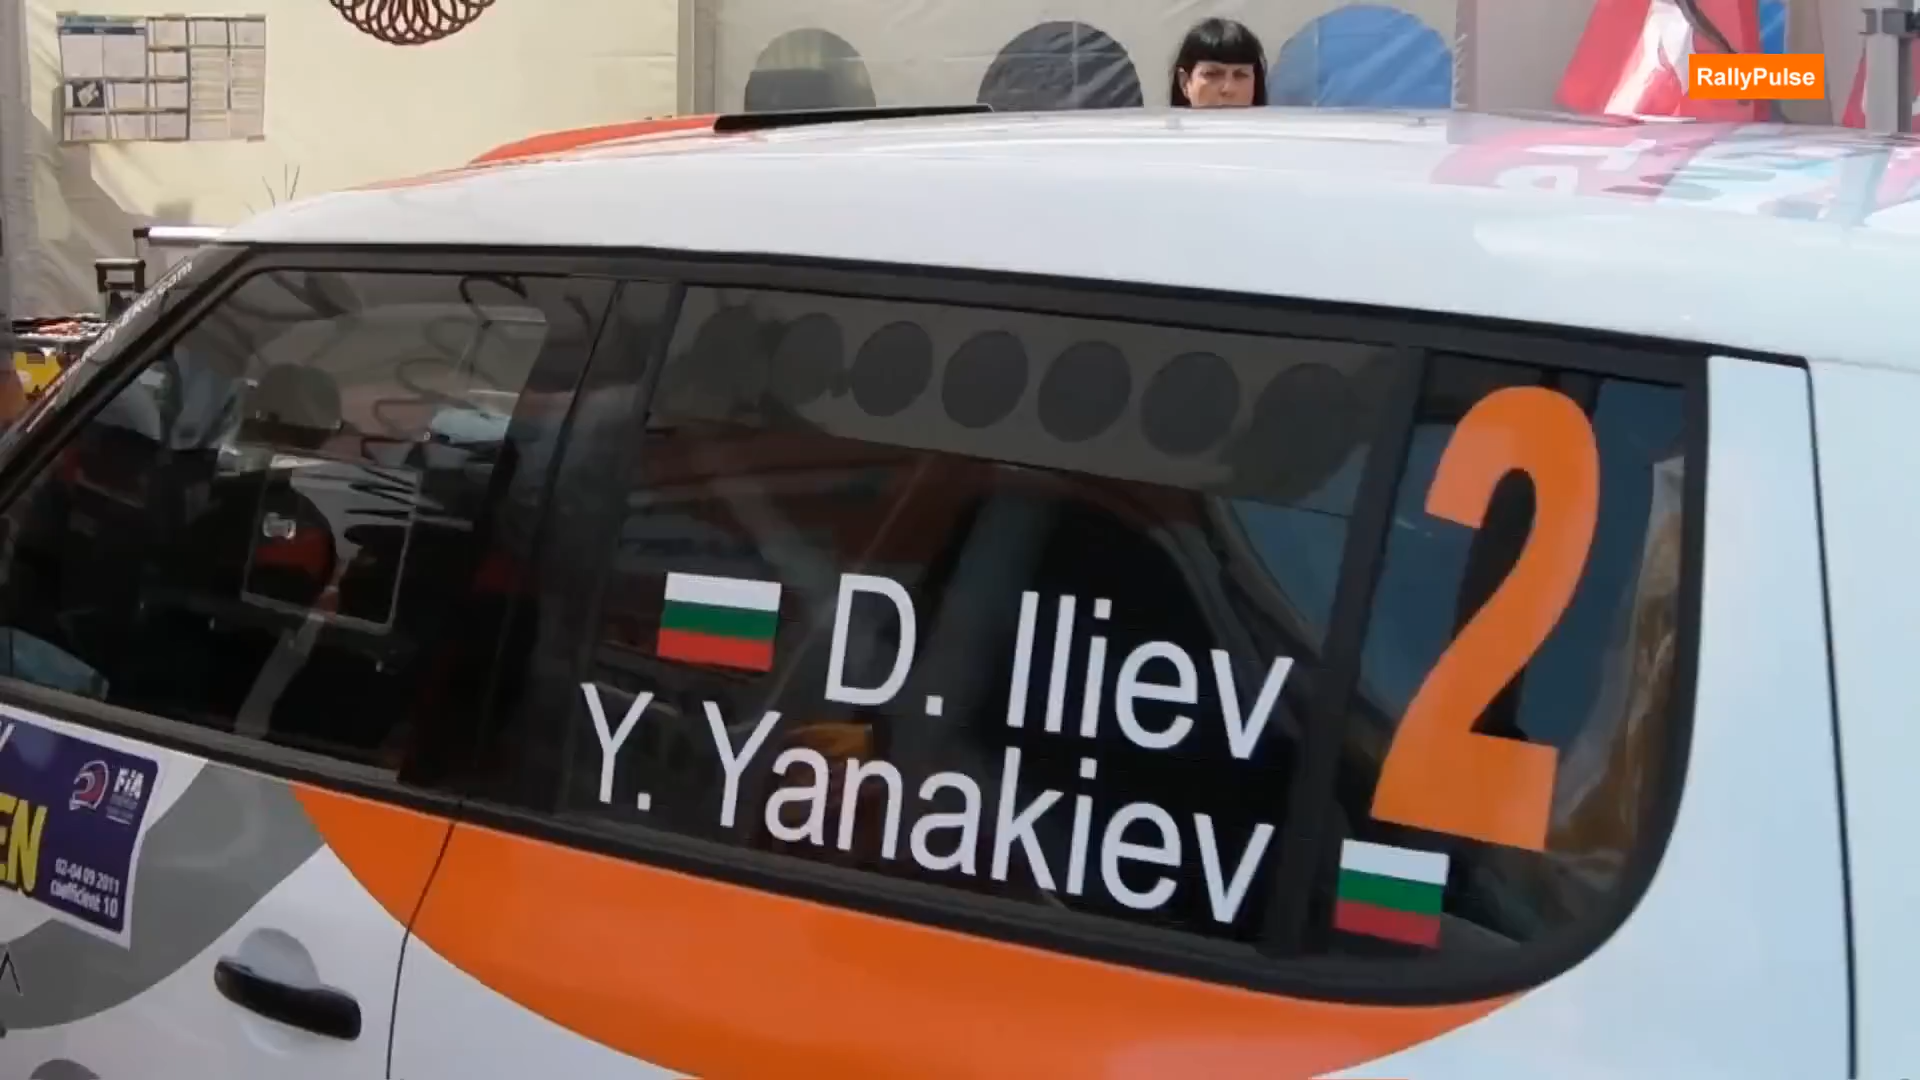 RallyPulse
2
D. Iliev
Y. Yanakiev
FIA
EN
02-04 09 2011
Coefficient 10